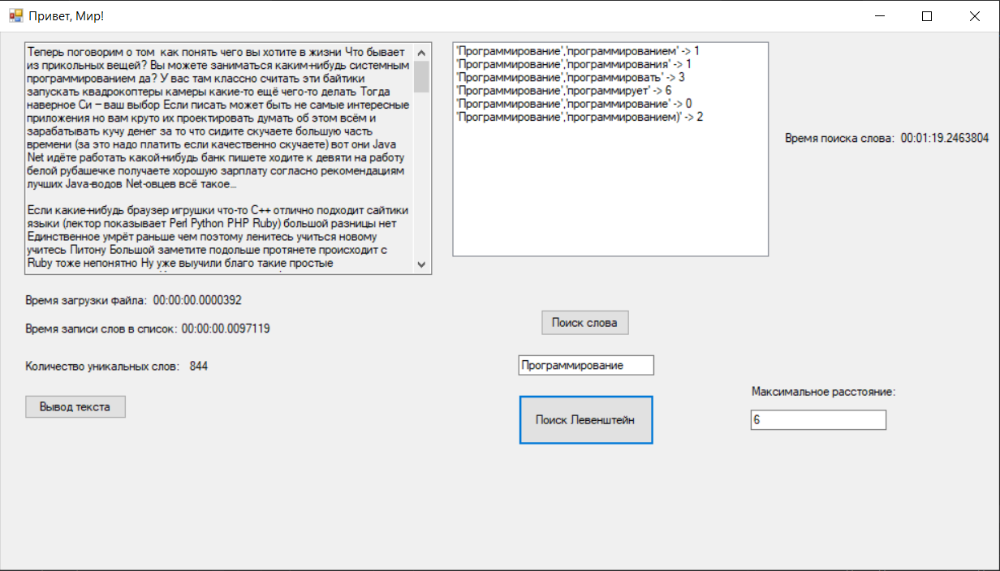 Привет, Мир!
Теперь поговорим о том  как понять чего вы хотите в жизни Что бывает
из прикольных вещей? Вы можете заниматься каким-нибудь системным
программированием да? У вас там классно считать эти байтики
запускать квадрокоптеры камеры какие-то ещё чего-то делать Тогда
наверное Си – ваш выбор Если писать может быть не самые интересные
приложения но вам круто их проектировать думать об этом всём и
зарабатывать кучу денег за то что сидите скучаете большую часть
времени (за это надо платить если качественно скучаете) вот они Java
Net идёте работать какой-нибудь банк пишете ходите к девяти на работу
белой рубашечке получаете хорошую зарплату согласно рекомендациям
лучших Java-водов Net-овцев всё такое...
Если какие-нибудь браузер игрушки что-то C++ отлично подходит сайтики
языки (лектор показывает Perl Python PHP Ruby) большой разницы нет
Единственное умрёт раньше чем поэтому ленитесь учиться новому
учитесь Питону Большой заметите подольше протянете происходит с
Ruby тоже непонятно Ну уже выучили благо такие простые
'Программирование','программированием' -> 1
'Программирование','программирования' -> 1
'Программирование','программировать' -> 3
'Программирование','программирует' -> 6
'Программирование','программирование' -> 0
'Программирование','программированием)' -> 2
Время поиска слова: 00:01:19.2463804
Время загрузки файла: 00:00:00.0000392
Время записи слов в список: 00:00:00.0097119
Количество уникальных слов: 844
Вывод текста
Поиск слова
Программирование
Поиск Левенштейн
Максимальное расстояние:
6